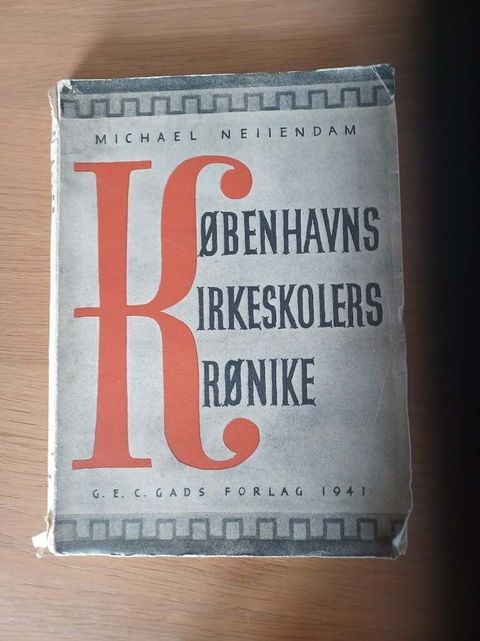 MICHAEL NEIIENDAM
KØBENHAVNS
KIRKESKOLERS
KRØNIKE
G.E.C. GADS FORLAG 1941